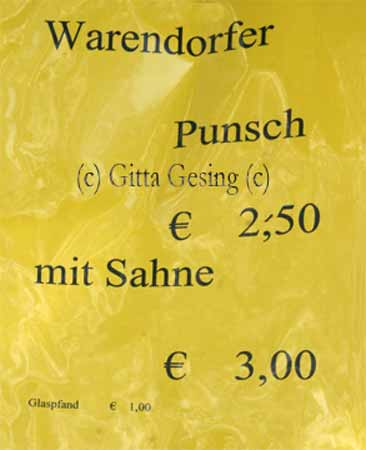 Warendorfer
Punsch
(c) Gitta Gesing (c)
€ 2,50
mit Sahne
€ 3,00
Glaspfand € 1,00